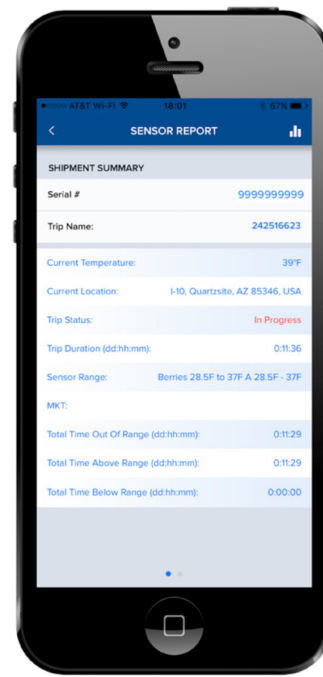 AT&T Wi-Fi 18:01 67%
SENSOR REPORT
SHIPMENT SUMMARY
Serial # 9999999999
Trip Name: 242516623
Current Temperature: 39°F
Current Location: I-10, Quartzsite, AZ 85346, USA
Trip Status: In Progress
Trip Duration (dd:hh:mm): 0:11:36
Sensor Range: Berries 28.5F to 37F A 28.5F - 37F
MKT:
Total Time Out Of Range (dd:hh:mm): 0:11:29
Total Time Above Range (dd:hh:mm): 0:11:29
Total Time Below Range (dd:hh:mm): 0:00:00